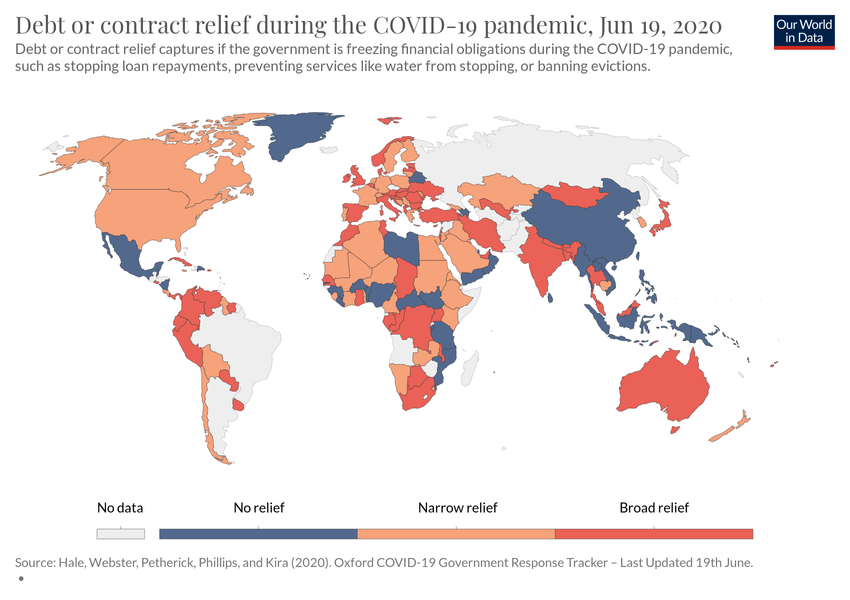 Debt or contract relief during the COVID-19 pandemic, Jun 19, 2020
Our World
in Data
Debt or contract relief captures if the government is freezing financial obligations during the COVID-19 pandemic,
such as stopping loan repayments, preventing services like water from stopping, or banning evictions.
No data
No relief
Narrow relief
Broad relief
Source: Hale, Webster, Petherick, Phillips, and Kira (2020). Oxford COVID-19 Government Response Tracker – Last Updated 19th June.
•